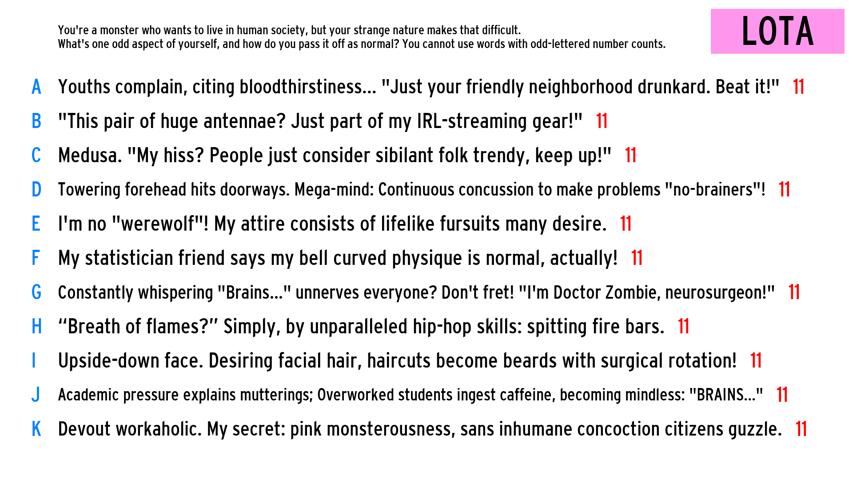 You're a monster who wants to live in human society, but your strange nature makes that difficult.
What's one odd aspect of yourself, and how do you pass it off as normal? You cannot use words with odd-lettered number counts.
LOTA
A Youths complain, citing bloodthirstiness... "Just your friendly neighborhood drunkard. Beat it!" 11
B "This pair of huge antennae? Just part of my IRL-streaming gear!" 11
C Medusa. "My hiss? People just consider sibilant folk trendy, keep up!" 11
D Towering forehead hits doorways. Mega-mind: Continuous concussion to make problems "no-brainers"! 11
E I'm no "werewolf"! My attire consists of lifelike fursuits many desire. 11
F My statistician friend says my bell curved physique is normal, actually! 11
G Constantly whispering "Brains..." unnerves everyone? Don't fret! "I'm Doctor Zombie, neurosurgeon!" 11
H “Breath of flames?” Simply, by unparalleled hip-hop skills: spitting fire bars. 11
I Upside-down face. Desiring facial hair, haircuts become beards with surgical rotation! 11
J Academic pressure explains mutterings; Overworked students ingest caffeine, becoming mindless: "BRAINS..." 11
K Devout workaholic. My secret: pink monsterousness, sans inhumane concoction citizens guzzle. 11